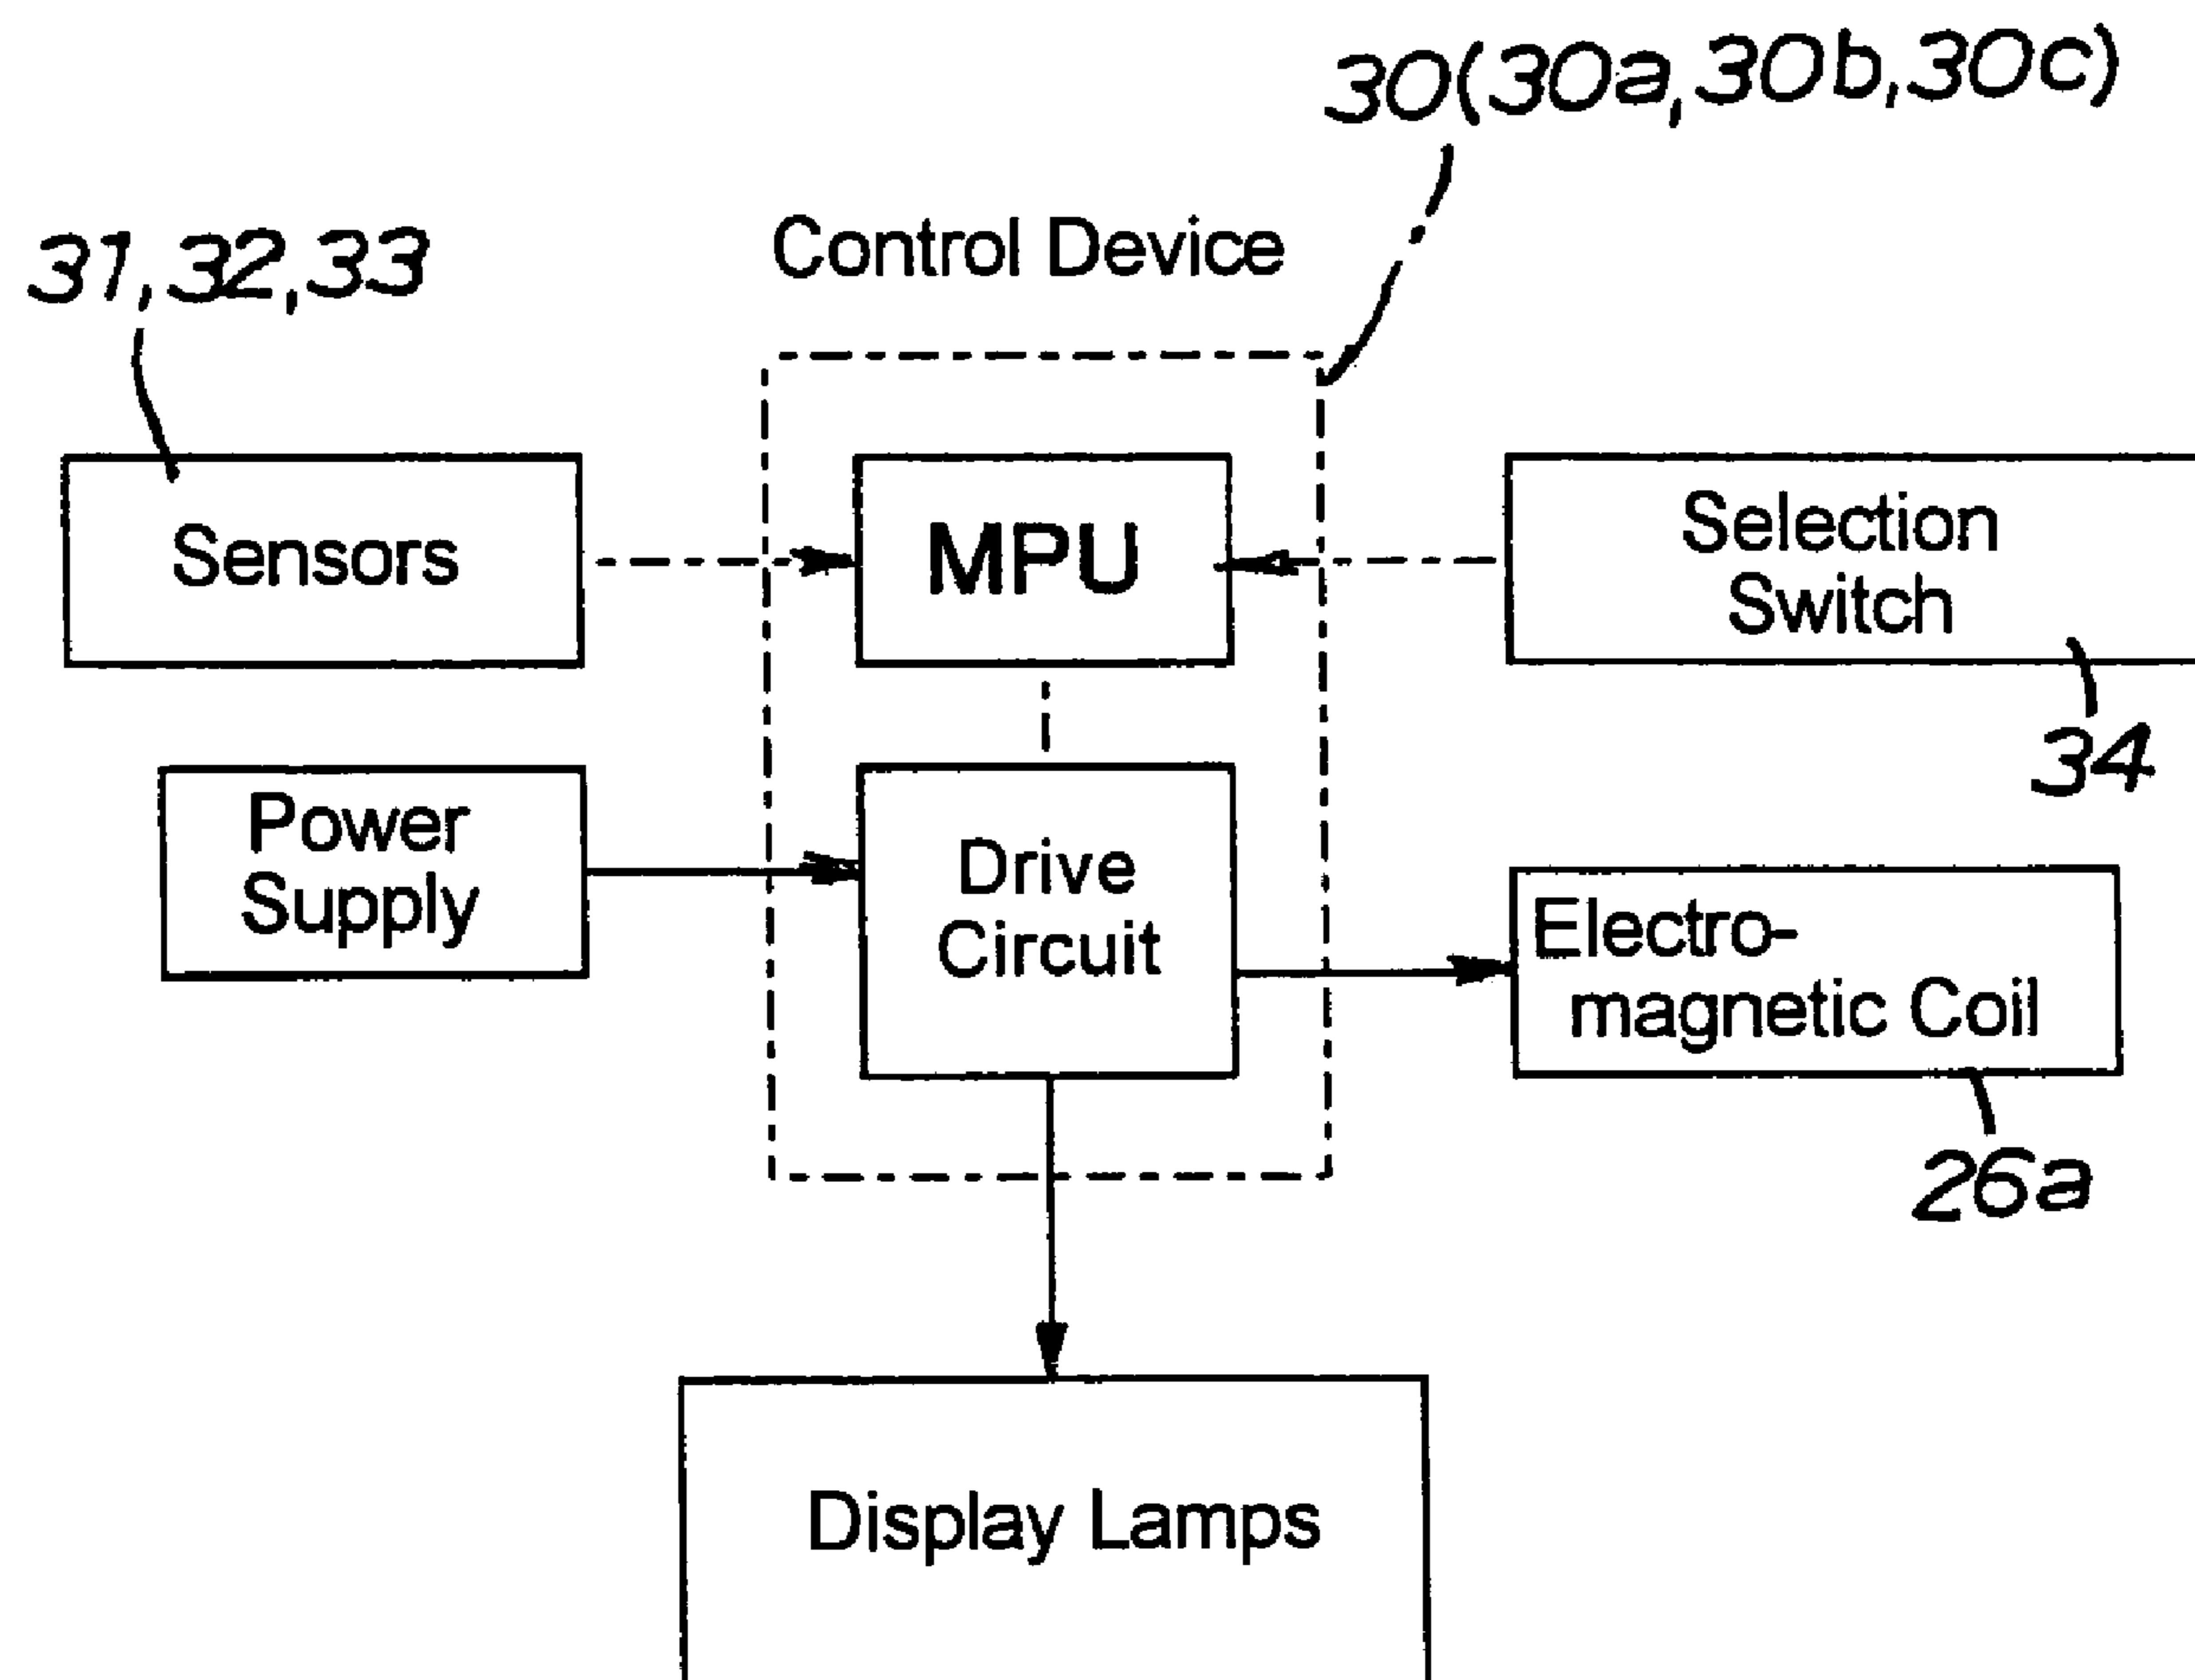 30(30a,30b,30c)
Control Device
31,32,33
Sensors
MPU
Selection
Switch
34
Power
Supply
Drive
Circuit
Electro-
magnetic Coil
26a
Display Lamps